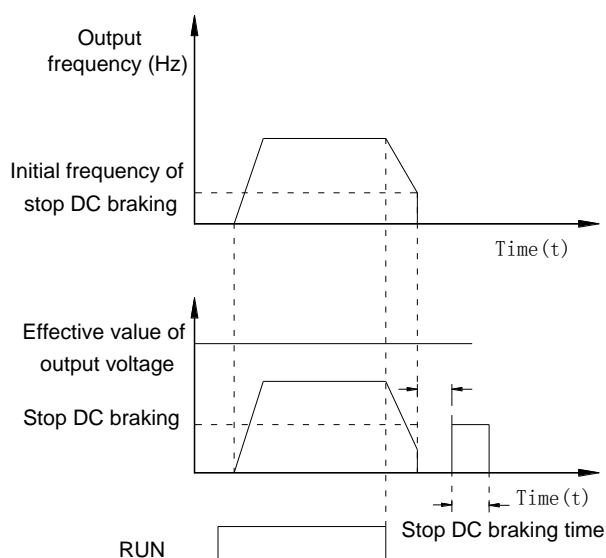 Output
frequency (Hz)
Initial frequency of
stop DC braking
Time(t)
Effective value of
output voltage
Stop DC braking
Time(t)
Stop DC braking time
RUN